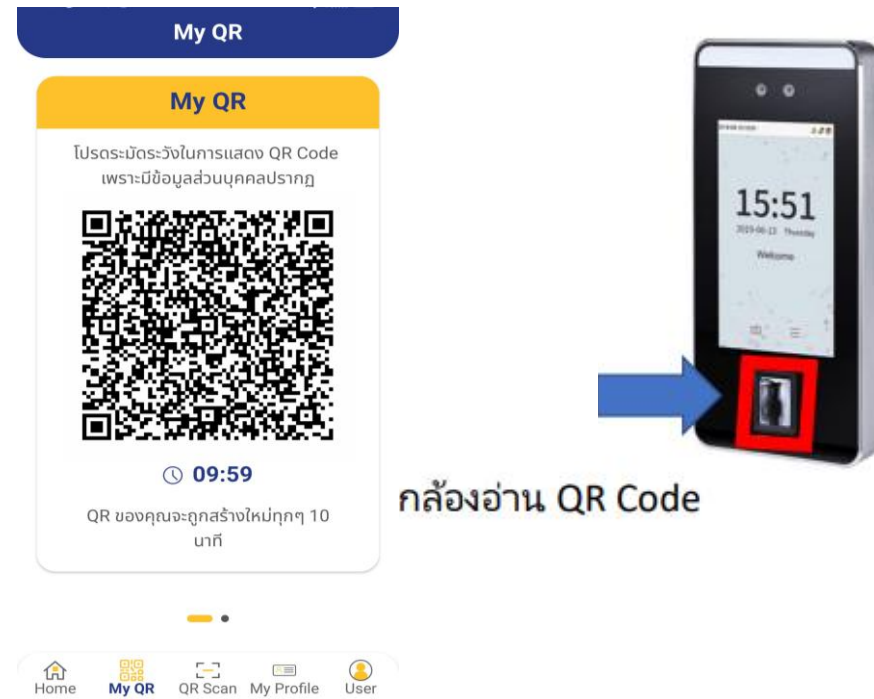 My QR
My QR
โปรดระมัดระวังในการแสดง QR Code
เพราะมีข้อมูลส่วนบุคคลปรากฏ
09:59
QR ของคุณจะถูกสร้างใหม่ทุกๆ 10
นาที
Home My QR QR Scan My Profile User
15:51
2019-06-13 Thursday
Welcome
กล้องอ่าน QR Code